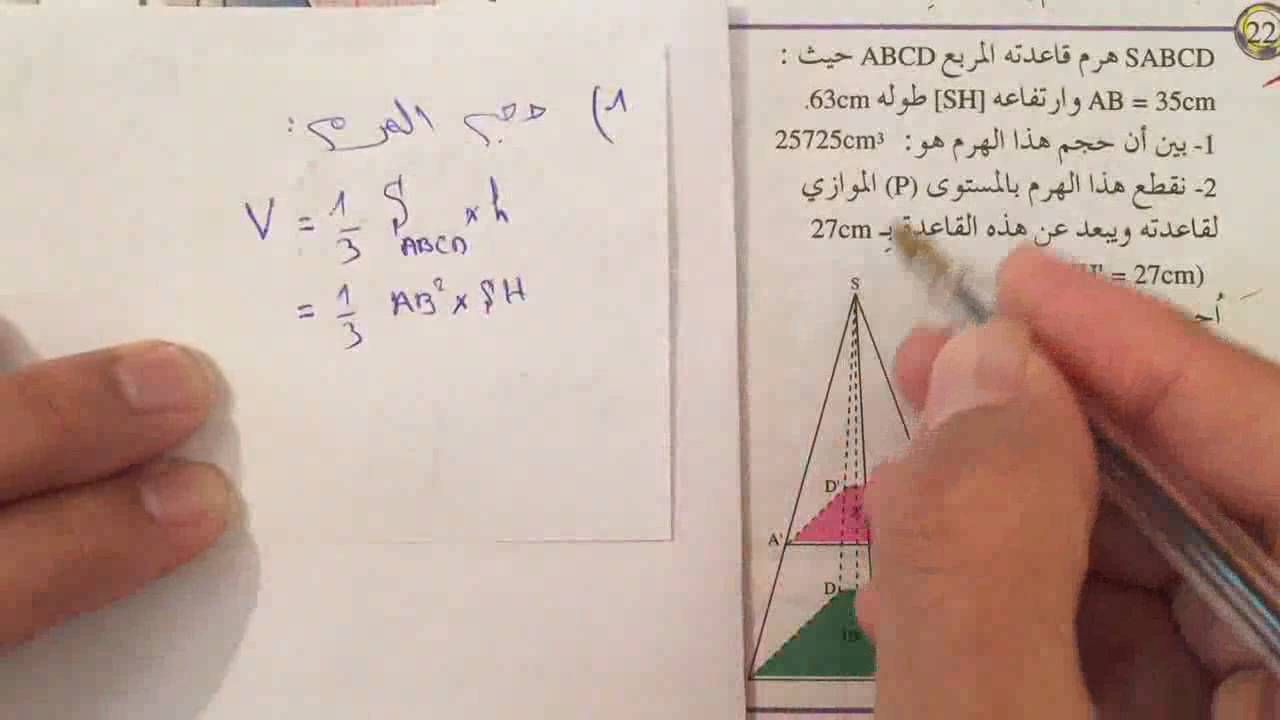 22
SABCD هرم قاعدته المربع ABCD حيث :
AB = 35cm وارتفاعه [SH] طوله 63cm.
1- بين أن حجم هذا الهرم هو : 25725cm³
2- نقطع هذا الهرم بالمستوى (P) الموازي
لقاعدته ويبعد عن هذه القاعدة بِـ 27cm
= 27cm)
S
D'
A'
D
1) حجم الهرم :
V = 1/3 S ABCD × h
= 1/3 AB² × SH